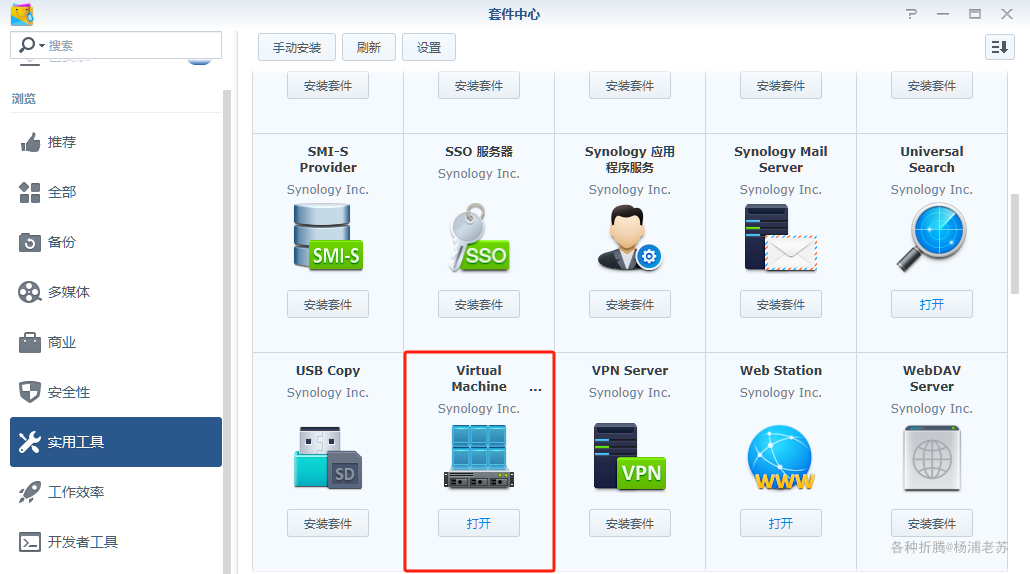 套件中心
搜索
手动安装
刷新
设置
浏览
推荐
全部
备份
多媒体
商业
安全性
实用工具
工作效率
开发者工具
安装套件
安装套件
安装套件
安装套件
安装套件
SMI-S
Provider
Synology Inc.
SMI-S
安装套件
SSO 服务器
Synology Inc.
SSO
安装套件
Synology 应用
程序服务
Synology Inc.
安装套件
Synology Mail
Server
Synology Inc.
安装套件
Universal
Search
Synology Inc.
打开
USB Copy
Synology Inc.
SD
安装套件
Virtual
Machine ...
Synology Inc.
打开
VPN Server
Synology Inc.
VPN
安装套件
Web Station
Synology Inc.
WWW
打开
WebDAV
Server
Synology Inc.
安装套件
各种折腾@杨浦老苏